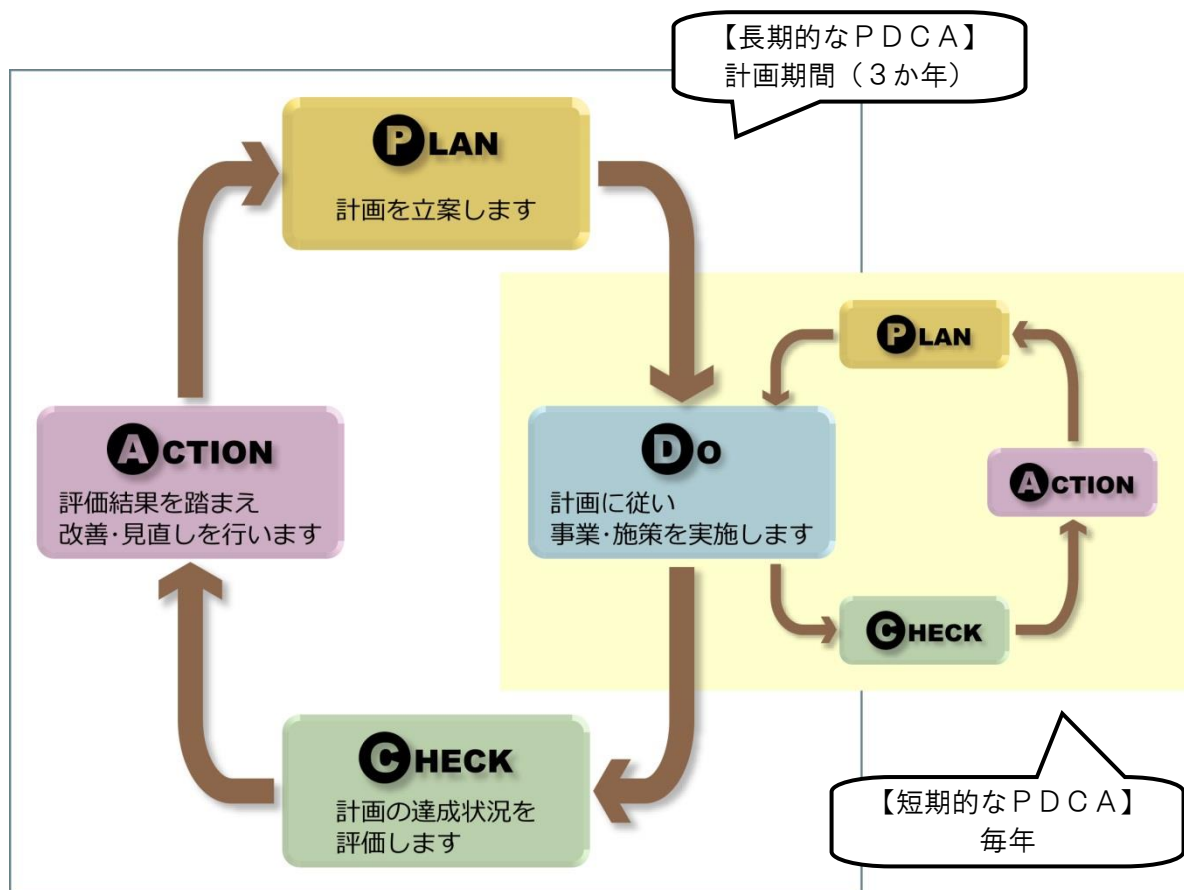 【長期的なＰＤＣＡ】
計画期間（３か年）
PLAN
計画を立案します
PLAN
ACTION
評価結果を踏まえ
改善・見直しを行います
DO
計画に従い
事業・施策を実施します
ACTION
CHECK
CHECK
計画の達成状況を
評価します
【短期的なＰＤＣＡ】
毎年